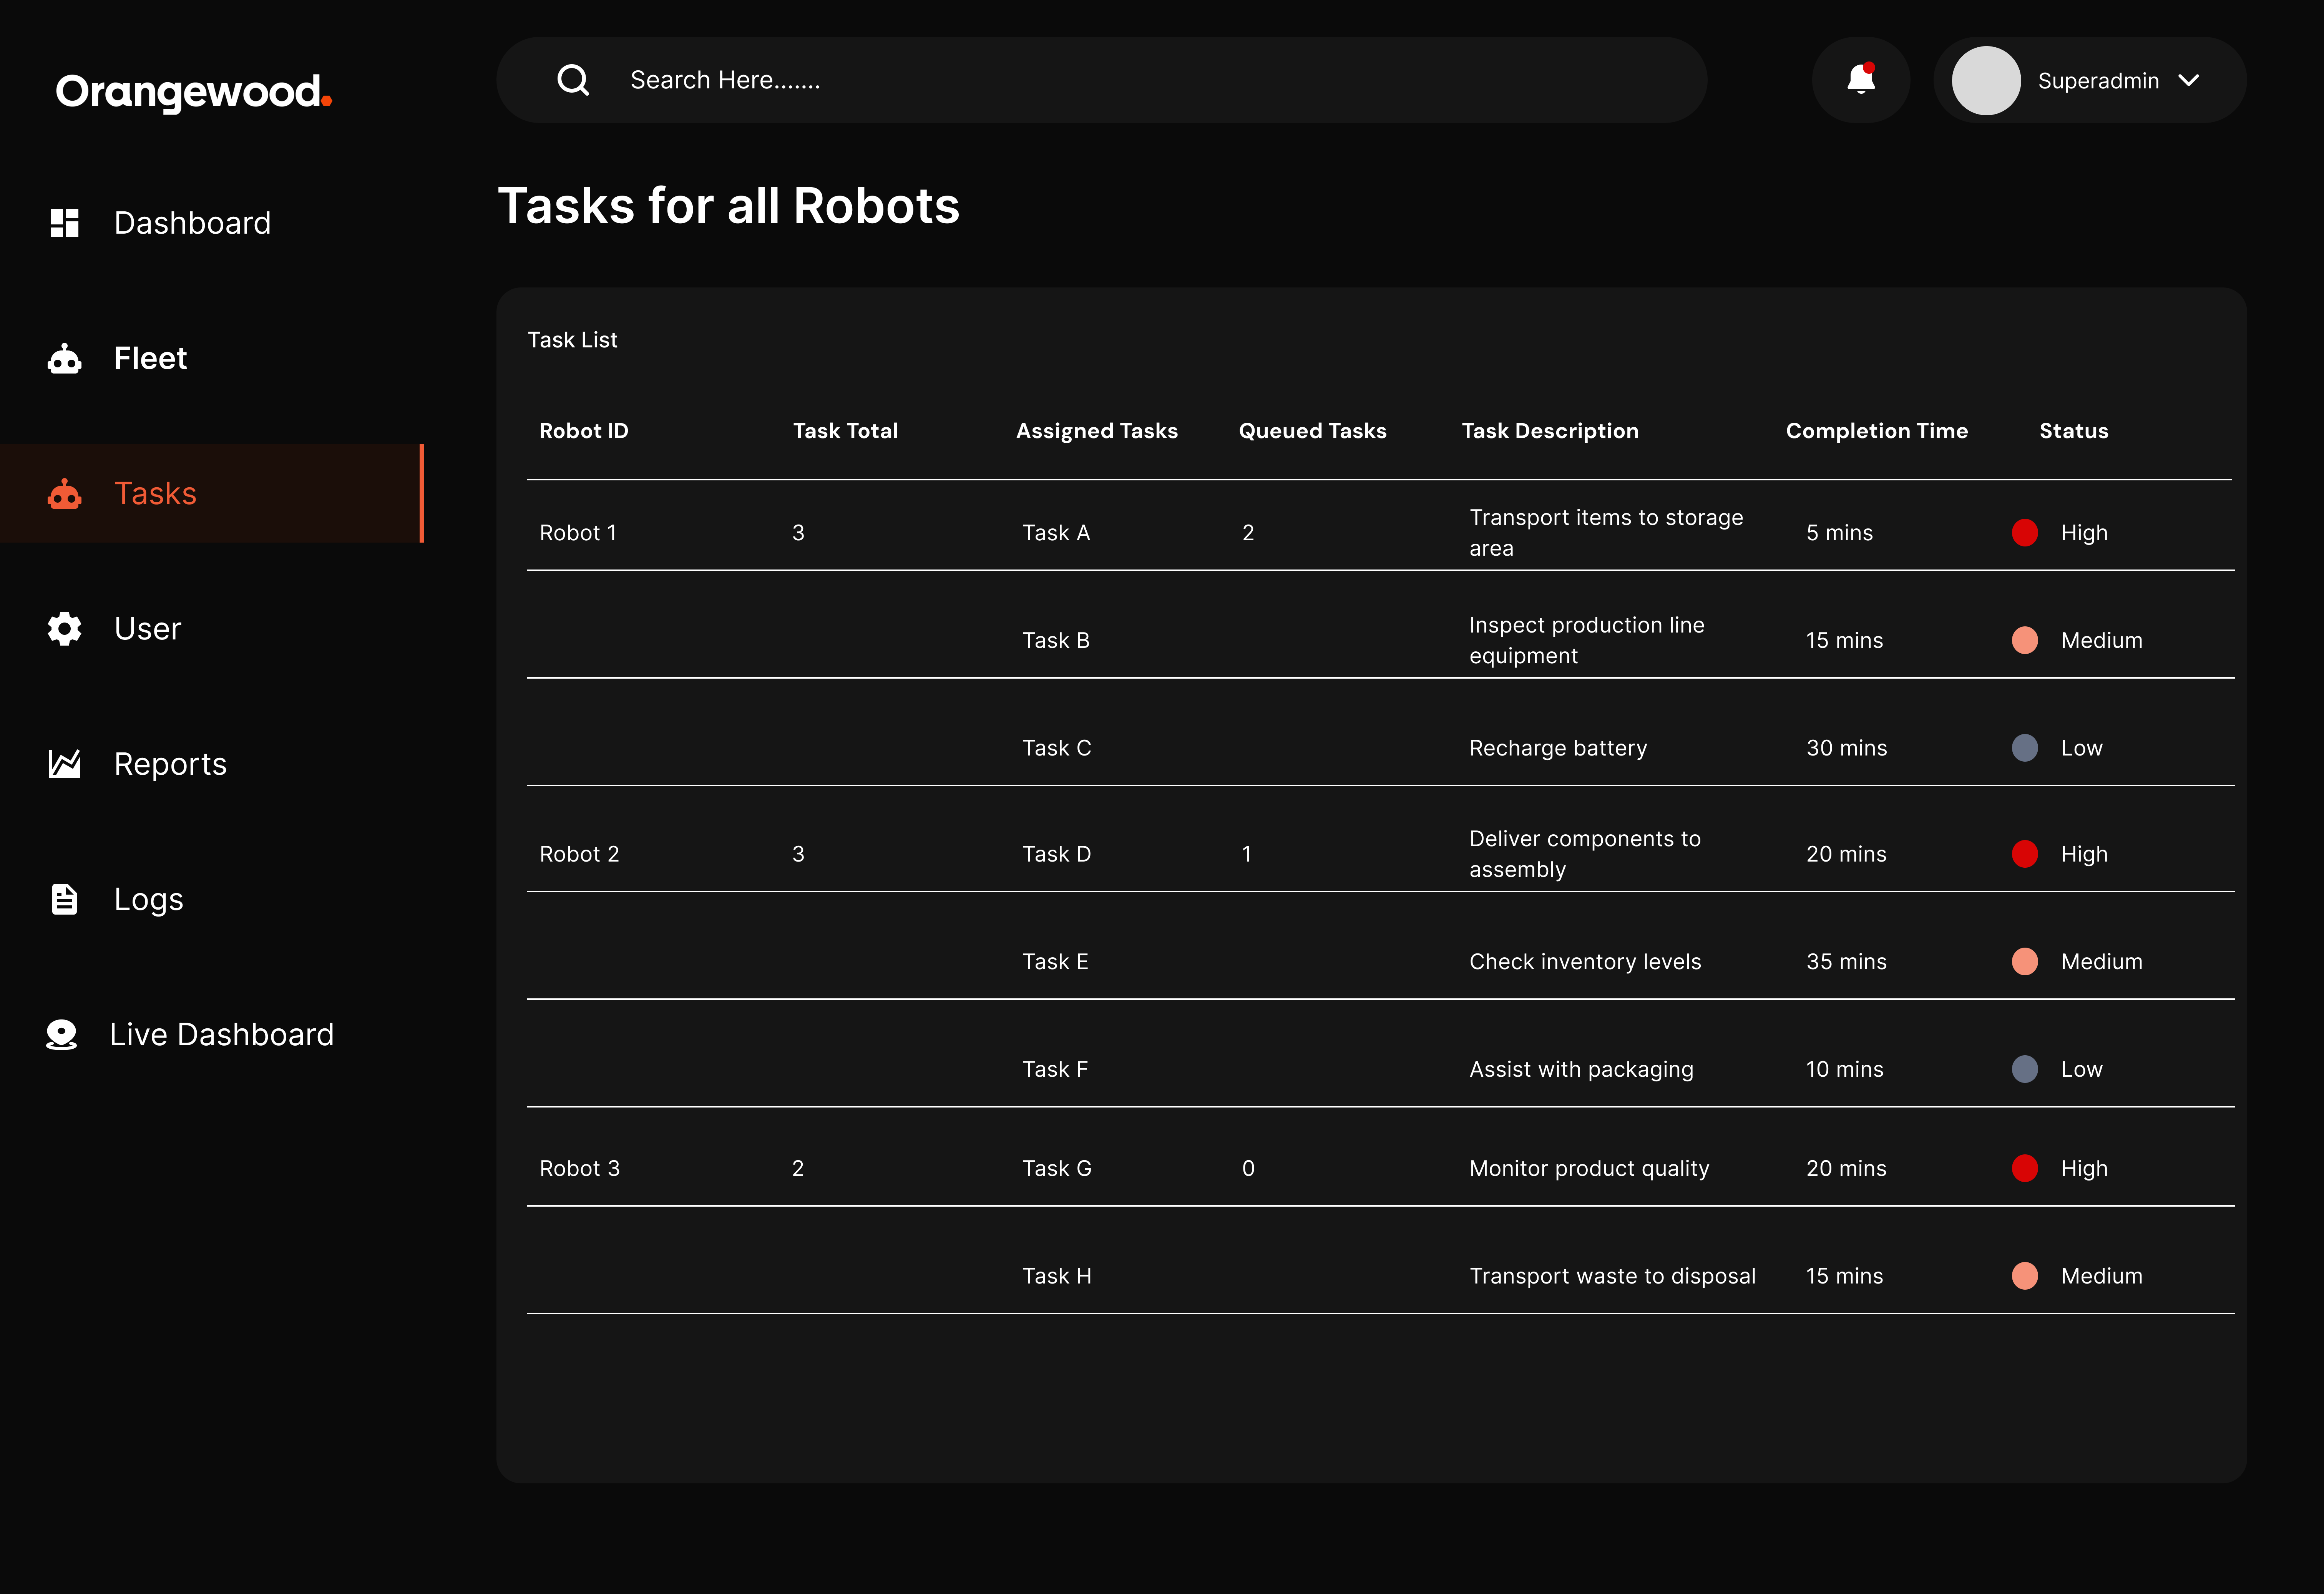 Orangewood.
Search Here.......
Superadmin
Dashboard
Fleet
Tasks
User
Reports
Logs
Live Dashboard
Tasks for all Robots
Task List
Robot ID Task Total Assigned Tasks Queued Tasks Task Description Completion Time Status
Robot 1 3 Task A 2 Transport items to storage
area 5 mins High
Task B Inspect production line
equipment 15 mins Medium
Task C Recharge battery 30 mins Low
Robot 2 3 Task D 1 Deliver components to
assembly 20 mins High
Task E Check inventory levels 35 mins Medium
Task F Assist with packaging 10 mins Low
Robot 3 2 Task G 0 Monitor product quality 20 mins High
Task H Transport waste to disposal 15 mins Medium